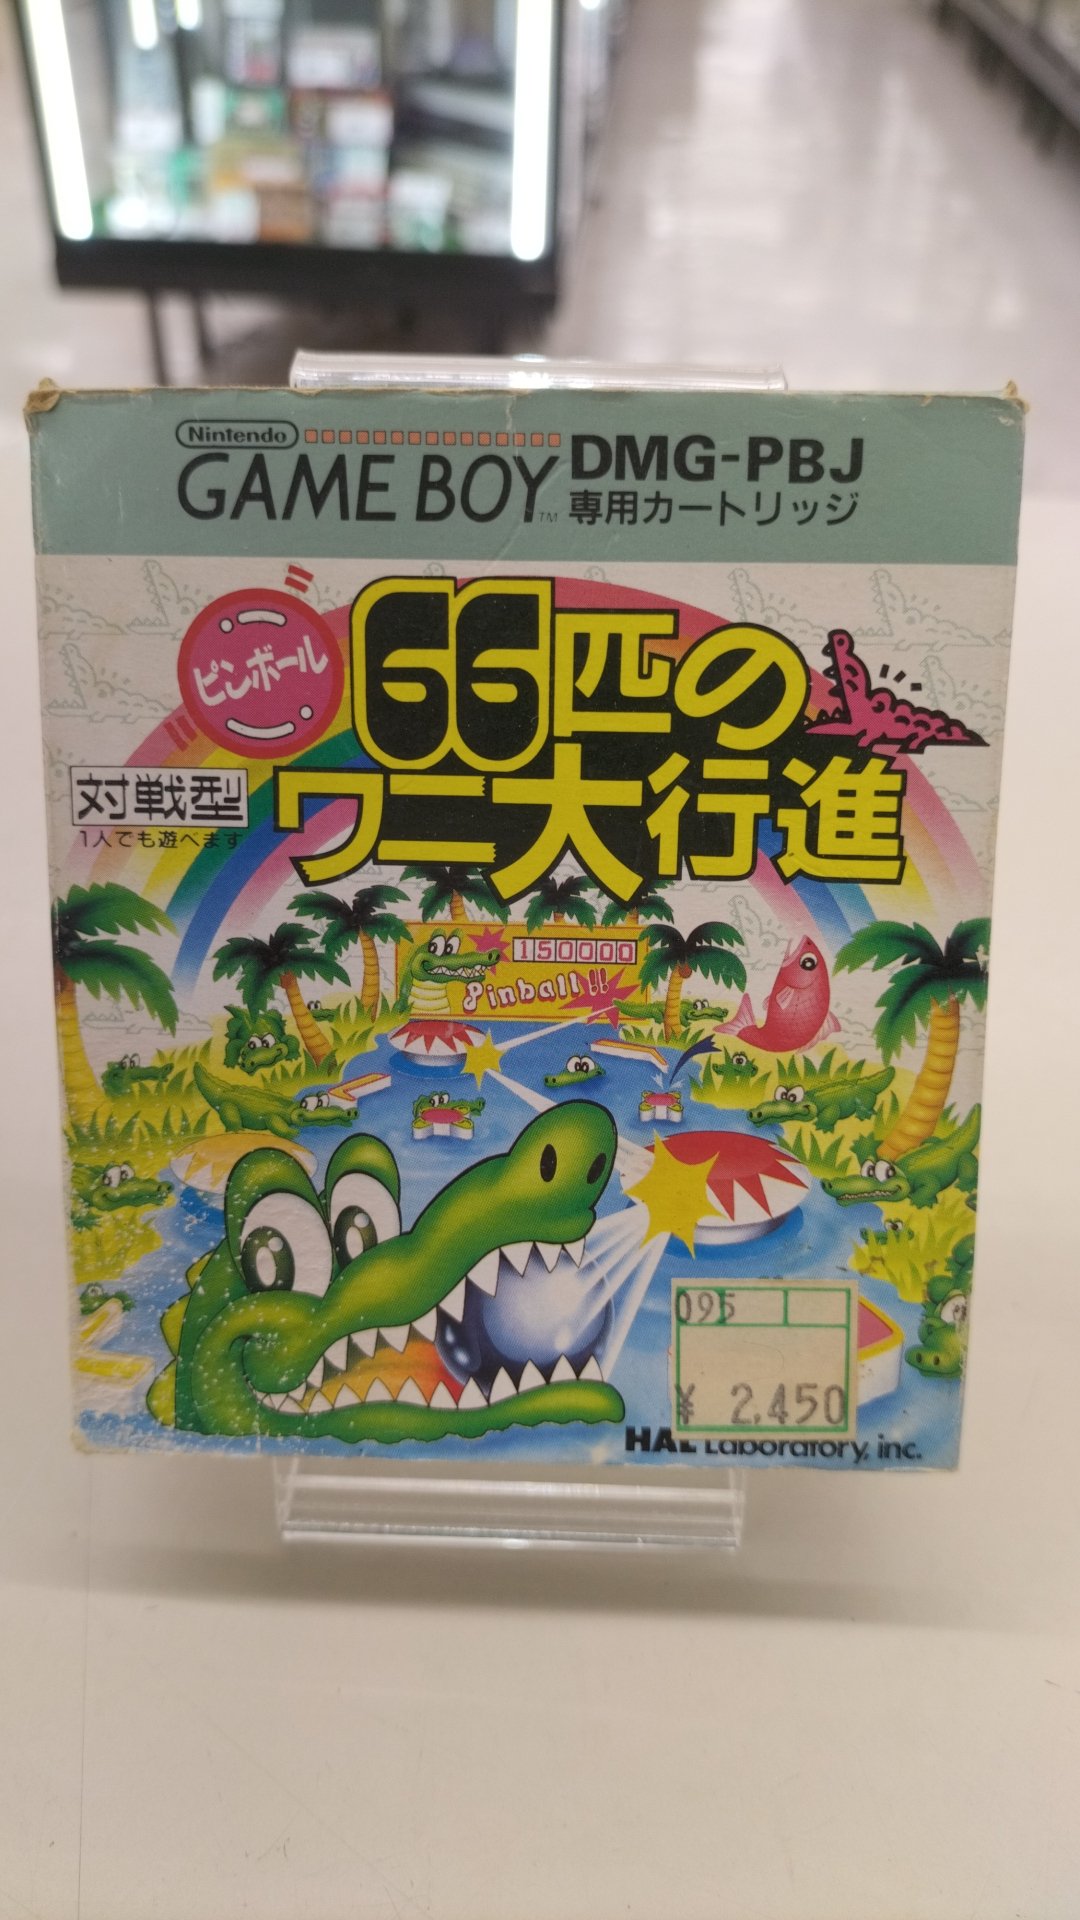 Nintendo
GAME BOY™
DMG-PBJ
専用カートリッジ
ピンボール
66匹の
ワニ大行進
対戦型
1人でも遊べます
150000
Pinball!!
095
¥ 2,450
HAL Laboratory, inc.